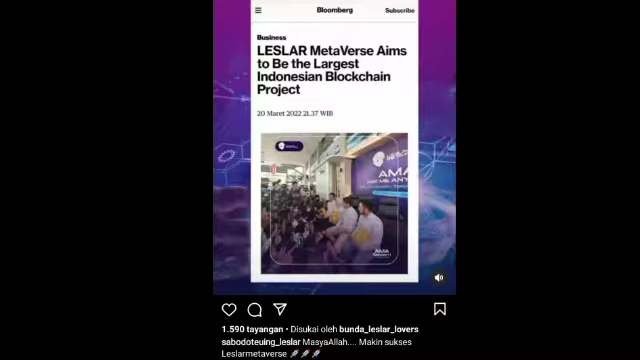 Bloomberg
Subscribe
Business
LESLAR MetaVerse Aims
to Be the Largest
Indonesian Blockchain
Project
20 Maret 2022 21.37 WIB
AMA
1.590 tayangan • Disukai oleh bunda_leslar_lovers
sabodoteuing_leslar MasyaAllah.... Makin sukses
Leslarmetaverse 🚀🚀🚀